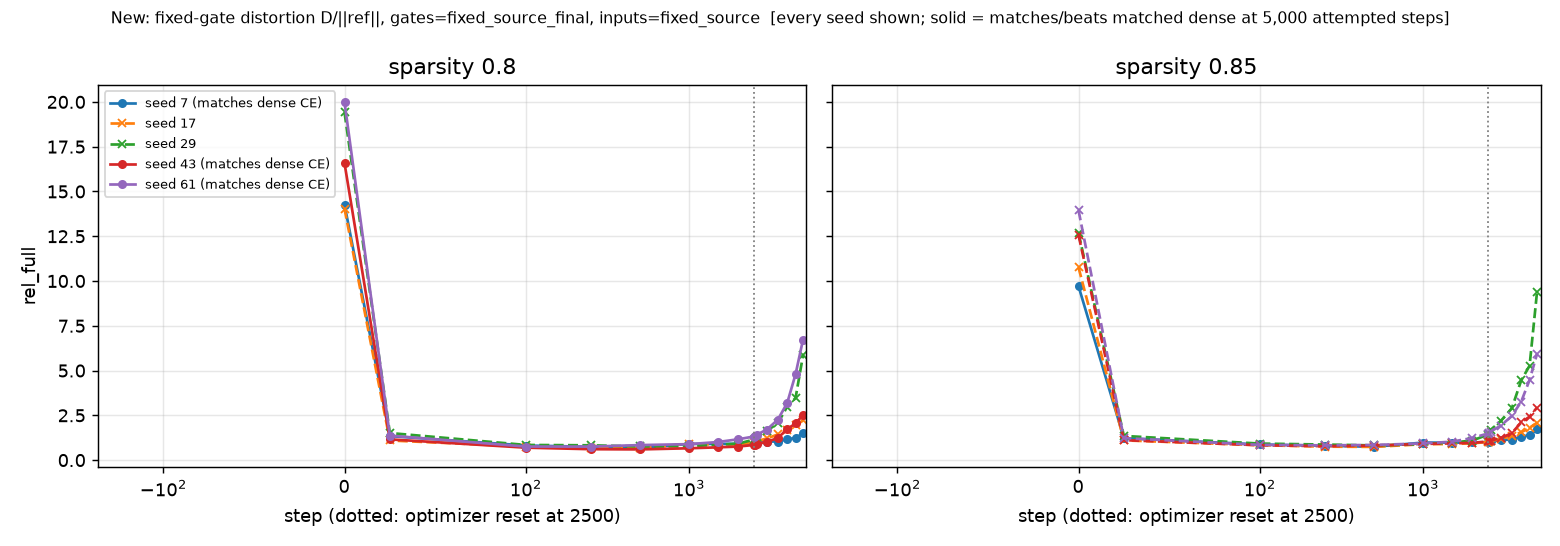 New: fixed-gate distortion D/||ref||, gates=fixed_source_final, inputs=fixed_source  [every seed shown; solid = matches/beats matched dense at 5,000 attempted steps]
sparsity 0.8
sparsity 0.85
20.0
17.5
15.0
12.5
10.0
7.5
5.0
2.5
0.0
rel_full
seed 7 (matches dense CE)
seed 17
seed 29
seed 43 (matches dense CE)
seed 61 (matches dense CE)
−10² 0 10² 10³
−10² 0 10² 10³
step (dotted: optimizer reset at 2500)
step (dotted: optimizer reset at 2500)